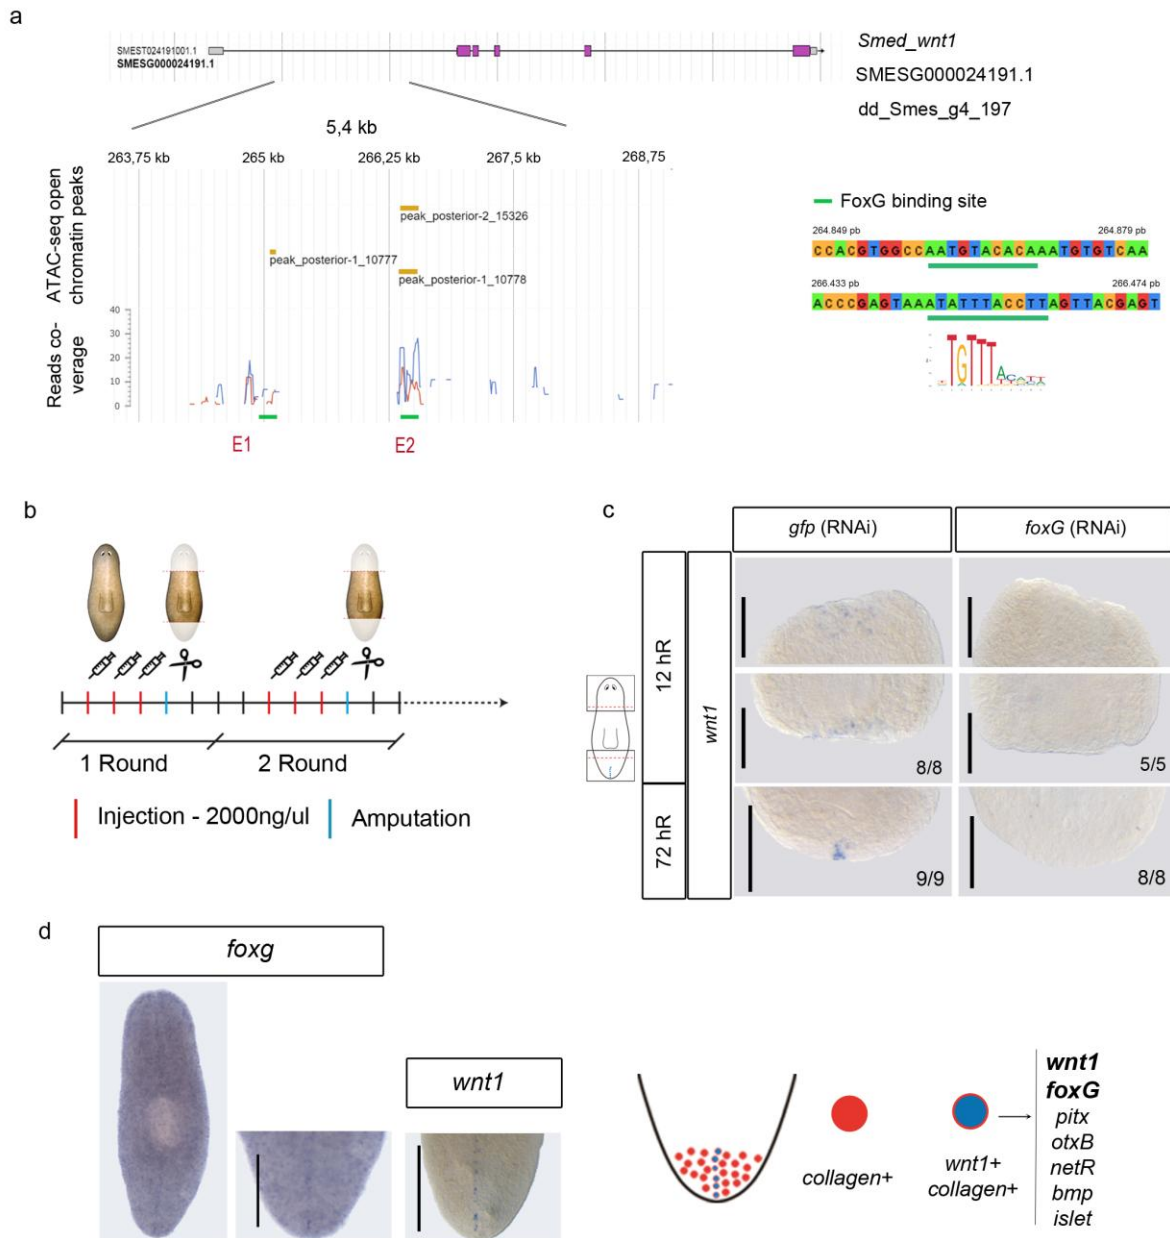 a
SMEST024191001.1
SMESG000024191.1
Smed_wnt1
SMESG000024191.1
dd_Smes_g4_197
5,4 kb
263,75 kb 265 kb 266,25 kb 267,5 kb 268,75
ATAC-seq open
chromatin peaks
peak_posterior-2_15326
peak_posterior-1_10777
peak_posterior-1_10778
Reads co-
verage
40
30
20
10
0
E1 E2
FoxG binding site
264.849 pb 264.879 pb
CCACGTGGCCAATGTACACAAATGTGTCAA
266.433 pb 266.474 pb
ACCCGAGTAAATATTTACCTTAGTTACGAGT
b
1 Round 2 Round
Injection - 2000ng/ul Amputation
c
gfp (RNAi) foxG (RNAi)
12 hR
72 hR
wnt1
8/8 5/5
9/9 8/8
d
foxg
wnt1
collagen+
wnt1+
collagen+
wnt1
foxG
pitx
otxB
netR
bmp
islet